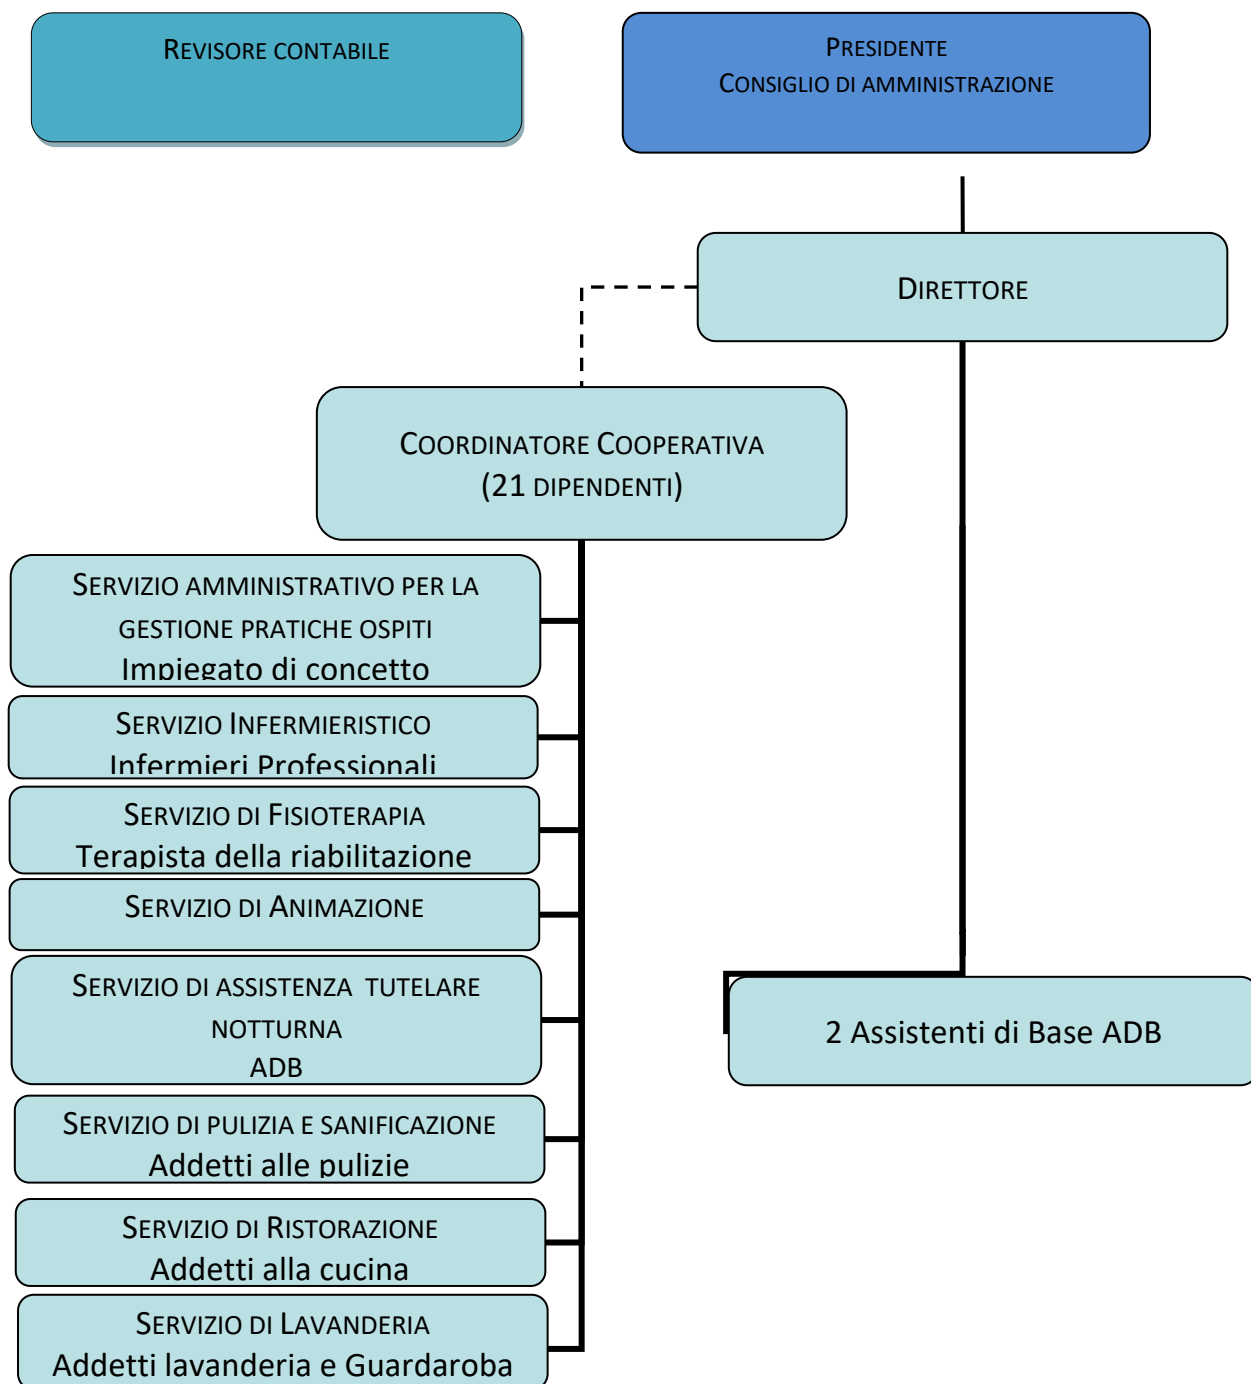 REVISORE CONTABILE
PRESIDENTE
CONSIGLIO DI AMMINISTRAZIONE
DIRETTORE
COORDINATORE COOPERATIVA
(21 DIPENDENTI)
SERVIZIO AMMINISTRATIVO PER LA
GESTIONE PRATICHE OSPITI
Impiegato di concetto
SERVIZIO INFERMIERISTICO
Infermieri Professionali
SERVIZIO DI FISIOTERAPIA
Terapista della riabilitazione
SERVIZIO DI ANIMAZIONE
SERVIZIO DI ASSISTENZA TUTELARE
NOTTURNA
ADB
2 Assistenti di Base ADB
SERVIZIO DI PULIZIA E SANIFICAZIONE
Addetti alle pulizie
SERVIZIO DI RISTORAZIONE
Addetti alla cucina
SERVIZIO DI LAVANDERIA
Addetti lavanderia e Guardaroba